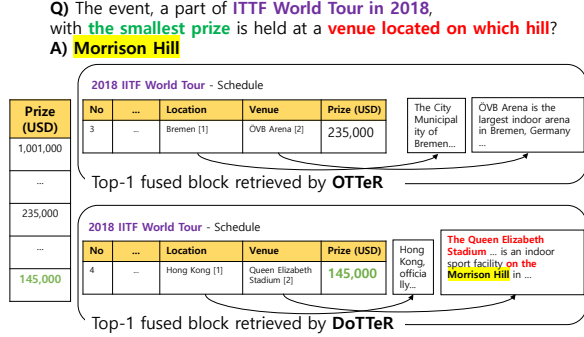 Q) The event, a part of ITTF World Tour in 2018,
with the smallest prize is held at a venue located on which hill?
A) Morrison Hill
Prize
(USD)
1,001,000
...
235,000
...
145,000
2018 IITF World Tour - Schedule
No ... Location Venue Prize (USD)
3 ... Bremen [1] ÖVB Arena [2] 235,000
The City
Municipal
ity of
Bremen...
ÖVB Arena is the
largest indoor arena
in Bremen, Germany
...
Top-1 fused block retrieved by OTTeR
2018 IITF World Tour - Schedule
No ... Location Venue Prize (USD)
4 ... Hong Kong [1] Queen Elizabeth
Stadium [2] 145,000
Hong
Kong,
officia
lly...
The Queen Elizabeth
Stadium ... is an indoor
sport facility on the
Morrison Hill in ...
Top-1 fused block retrieved by DoTTeR